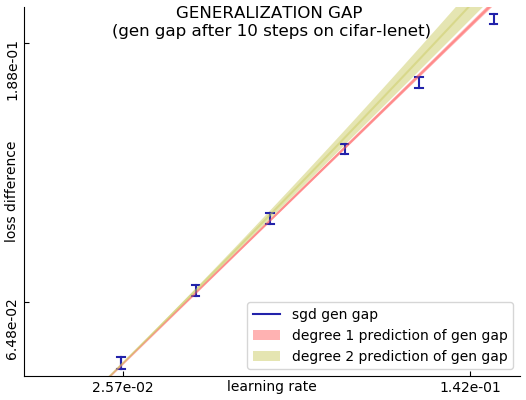 GENERALIZATION GAP
(gen gap after 10 steps on cifar-lenet)
1.88e-01
loss difference
6.48e-02
sgd gen gap
degree 1 prediction of gen gap
degree 2 prediction of gen gap
2.57e-02
learning rate
1.42e-01